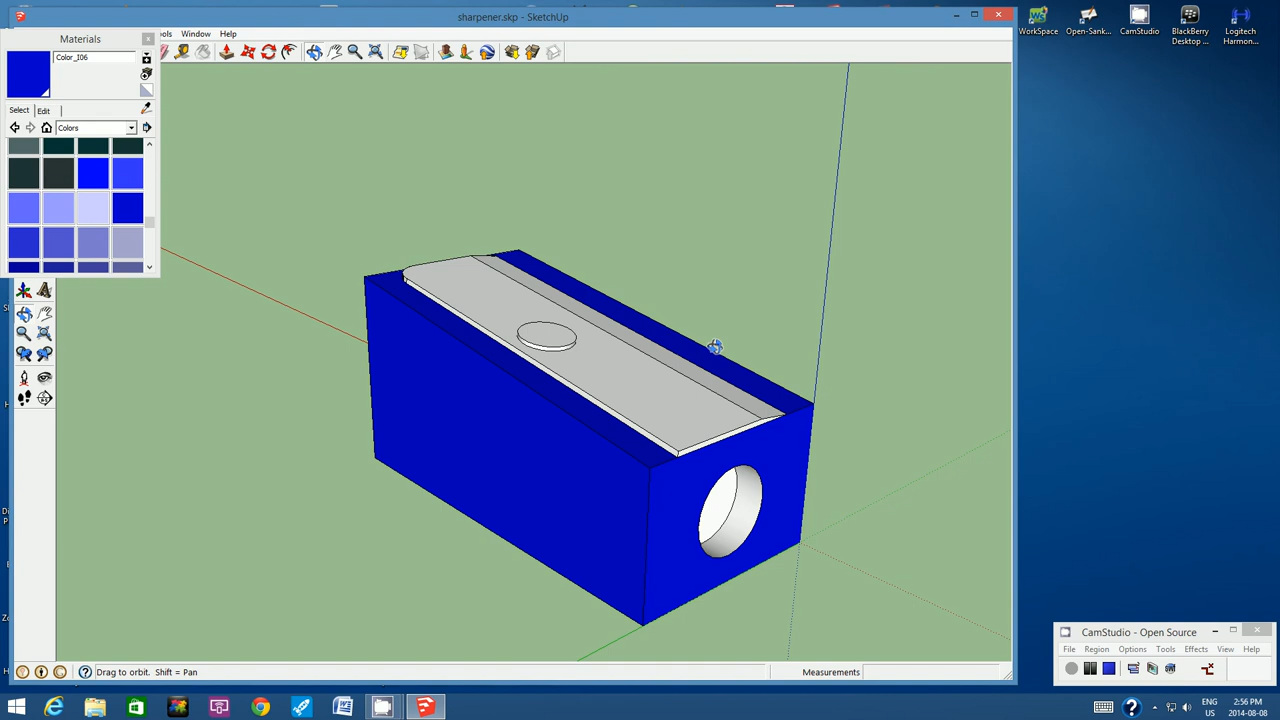 sharpener.skp - SketchUp
Materials
ols Window Help
Color_I06
Select Edit
Colors
WorkSpace
Open-Sank...
CamStudio
BlackBerry Desktop ...
Logitech Harmon...
CamStudio - Open Source
File Region Options Tools Effects View Help
Drag to orbit. Shift = Pan
Measurements
ENG
US
2:56 PM
2014-08-08